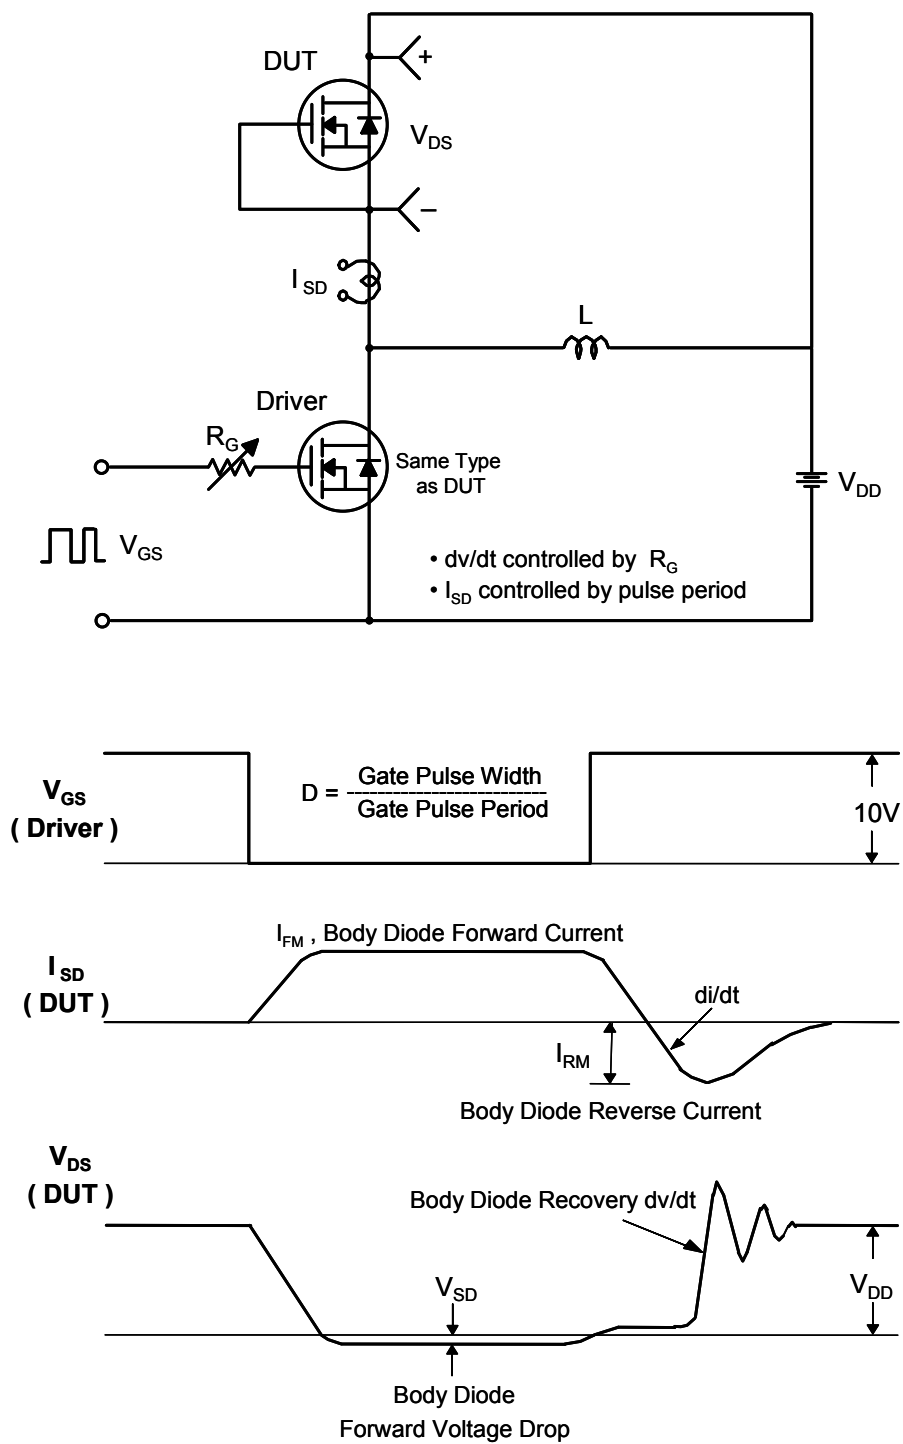 DUT
+
V_DS
–
I_SD
L
Driver
R_G
Same Type
as DUT
V_DD
V_GS
• dv/dt controlled by R_G
• I_SD controlled by pulse period
V_GS
( Driver )
D = Gate Pulse Width
Gate Pulse Period
10V
I_FM , Body Diode Forward Current
I_SD
( DUT )
di/dt
I_RM
Body Diode Reverse Current
V_DS
( DUT )
Body Diode Recovery dv/dt
V_SD
V_DD
Body Diode
Forward Voltage Drop